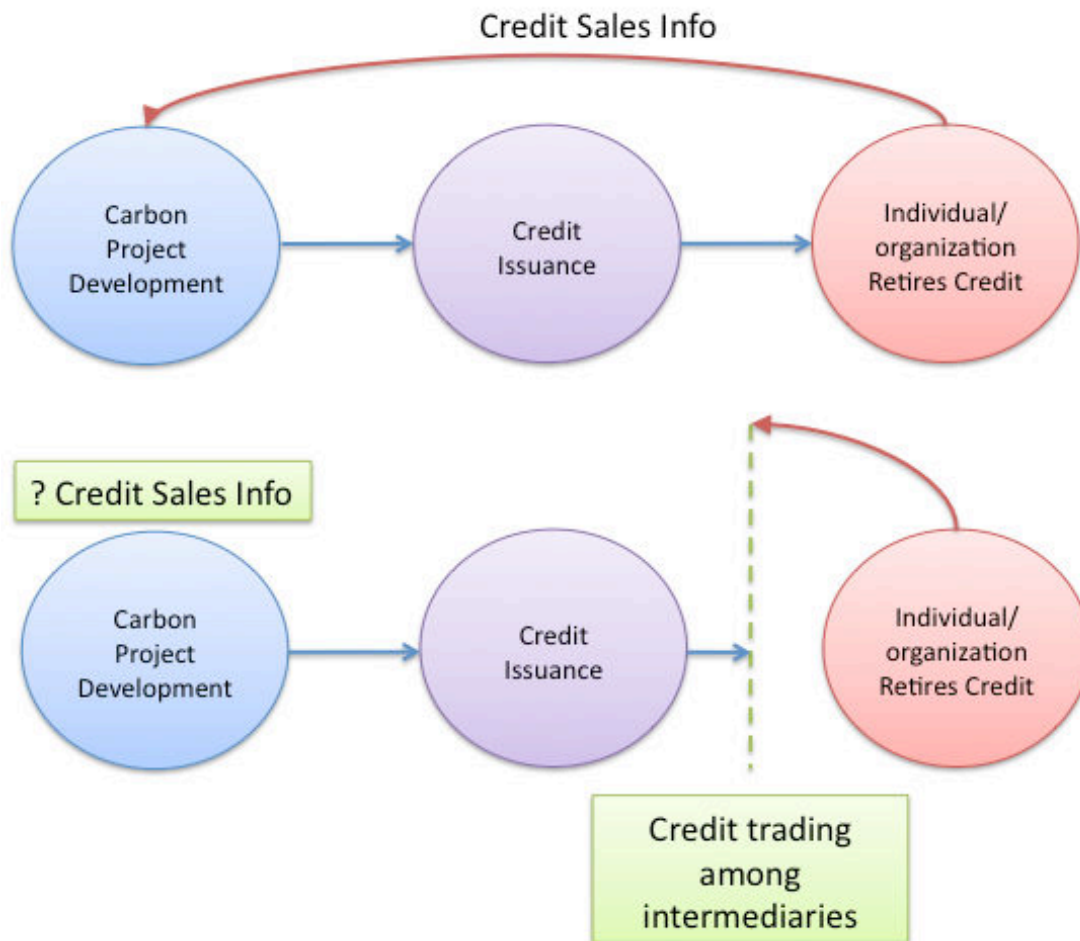 Credit Sales Info
Carbon
Project
Development
Credit
Issuance
Individual/
organization
Retires Credit
? Credit Sales Info
Carbon
Project
Development
Credit
Issuance
Individual/
organization
Retires Credit
Credit trading
among
intermediaries